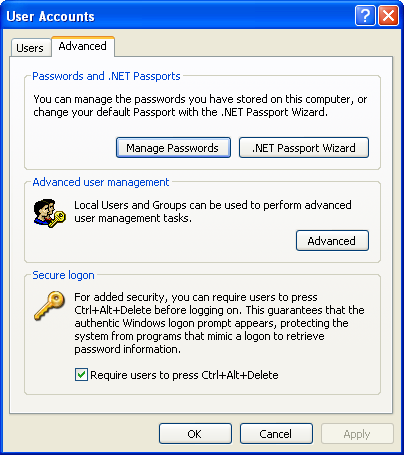 User Accounts
Users
Advanced
Passwords and .NET Passports
You can manage the passwords you have stored on this computer, or
change your default Passport with the .NET Passport Wizard.
Manage Passwords
.NET Passport Wizard
Advanced user management
Local Users and Groups can be used to perform advanced
user management tasks.
Advanced
Secure logon
For added security, you can require users to press
Ctrl+Alt+Delete before logging on. This guarantees that the
authentic Windows logon prompt appears, protecting the
system from programs that mimic a logon to retrieve
password information.
Require users to press Ctrl+Alt+Delete
OK
Cancel
Apply